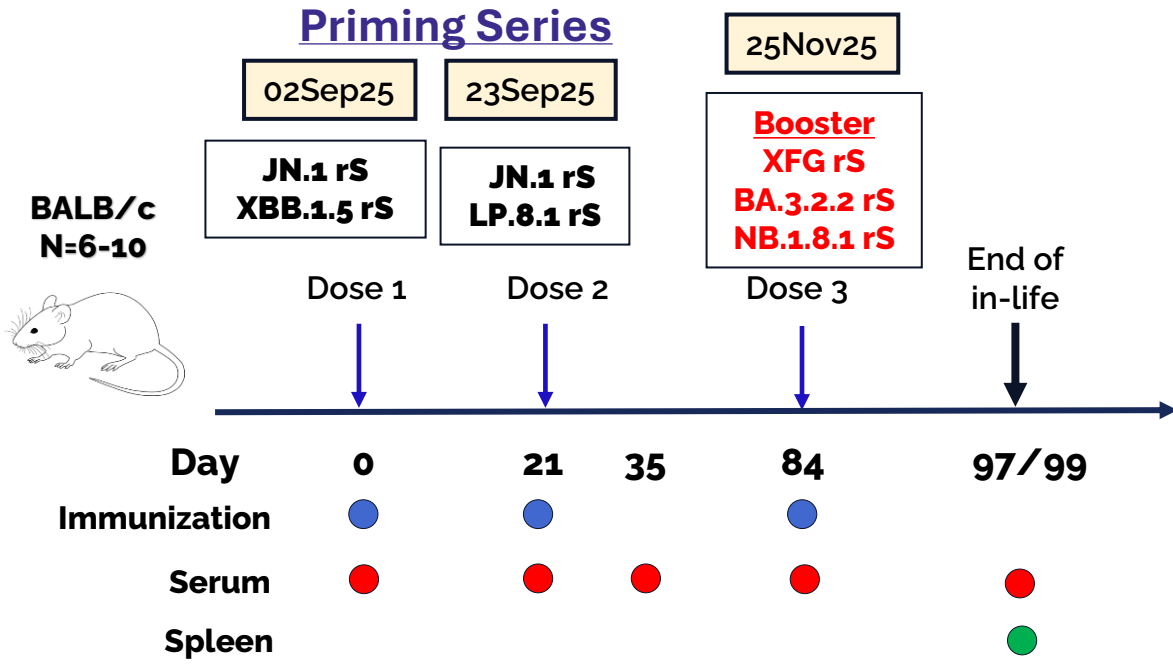 Priming Series
02Sep25
23Sep25
25Nov25
JN.1 rS
XBB.1.5 rS
JN.1 rS
LP.8.1 rS
Booster
XFG rS
BA.3.2.2 rS
NB.1.8.1 rS
BALB/c
N=6-10
Dose 1
Dose 2
Dose 3
End of
in-life
Day 0 21 35 84 97/99
Immunization
Serum
Spleen